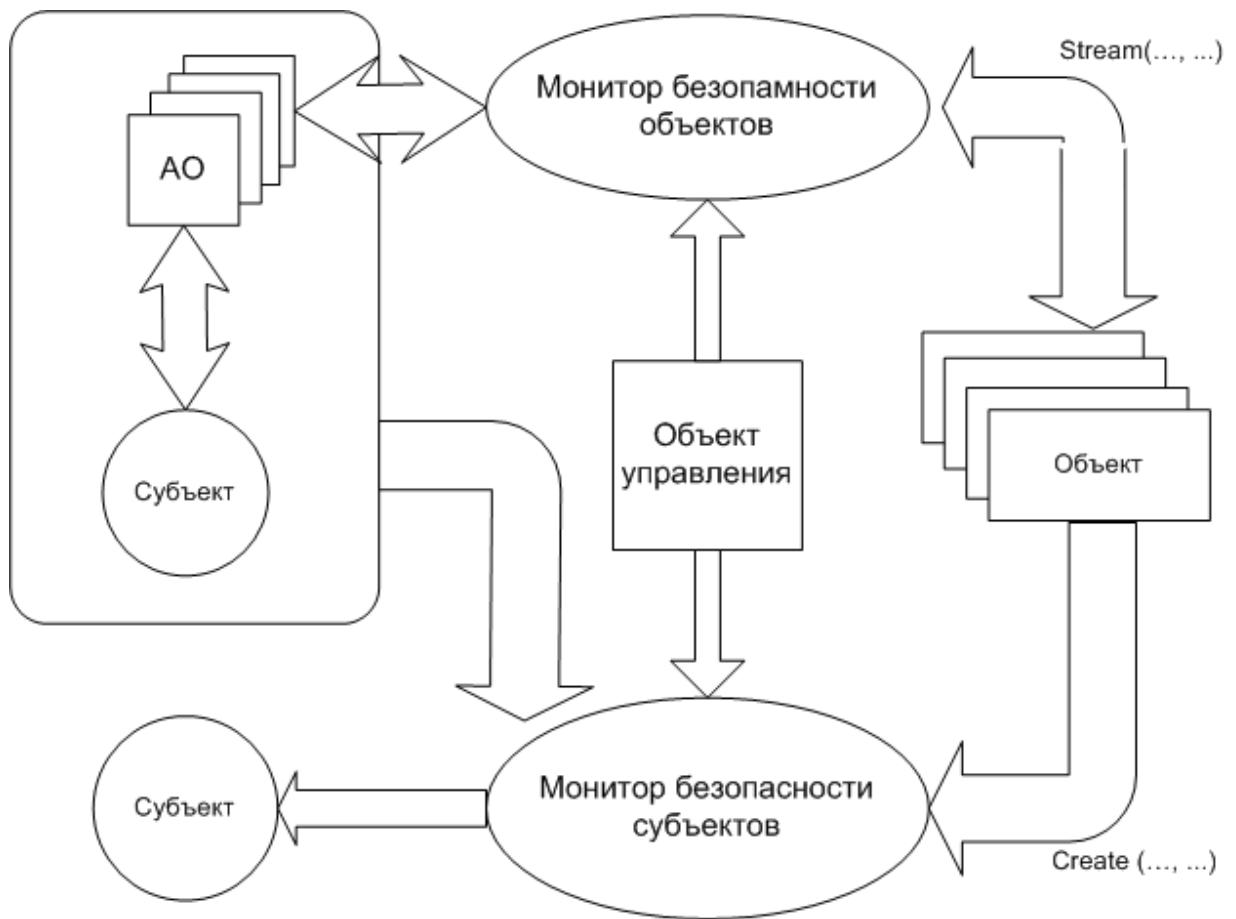 Stream(…, ...)
Монитор безопамности
объектов
АО
Объект
управления
Объект
Субъект
Монитор безопасности
субъектов
Субъект
Create (…, ...)